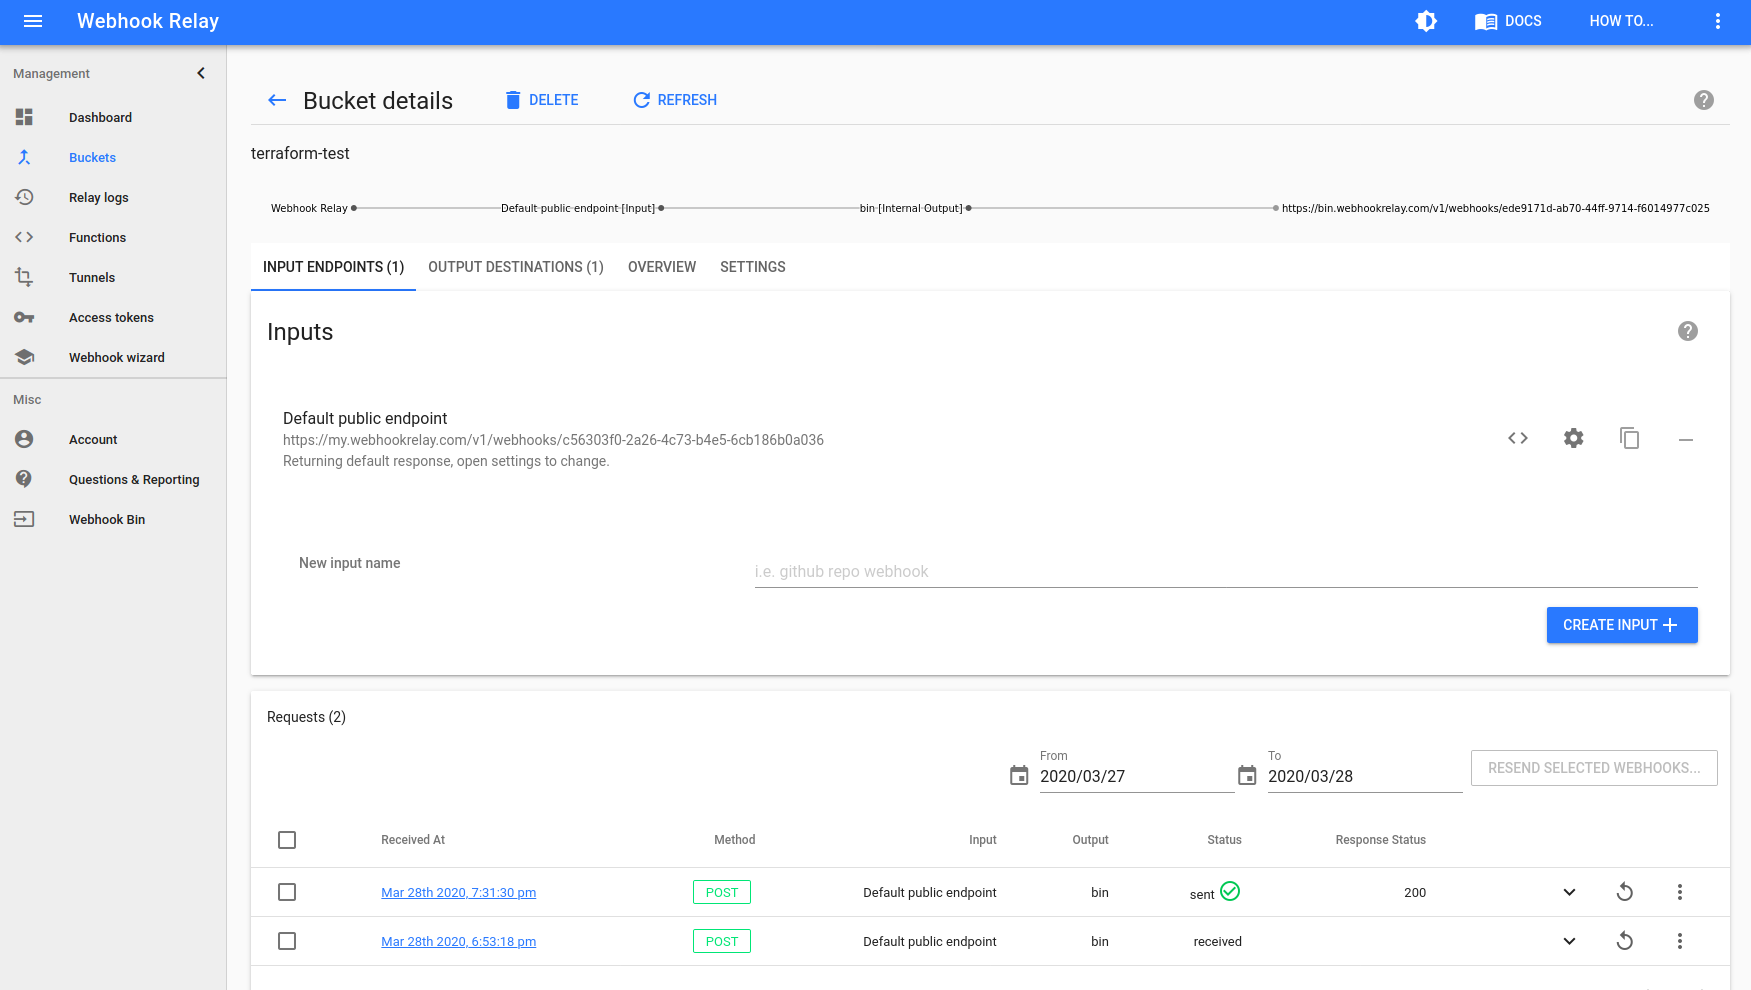 Webhook Relay
DOCS
HOW TO...
Management
Dashboard
Buckets
Relay logs
Functions
Tunnels
Access tokens
Webhook wizard
Misc
Account
Questions & Reporting
Webhook Bin
Bucket details
DELETE
REFRESH
terraform-test
Webhook Relay
Default public endpoint [Input]
bin [Internal Output]
https://bin.webhookrelay.com/v1/webhooks/ede9171d-ab70-44ff-9714-f6014977c025
INPUT ENDPOINTS (1)
OUTPUT DESTINATIONS (1)
OVERVIEW
SETTINGS
Inputs
Default public endpoint
https://my.webhookrelay.com/v1/webhooks/c56303f0-2a26-4c73-b4e5-6cb186b0a036
Returning default response, open settings to change.
New input name
i.e. github repo webhook
CREATE INPUT
Requests (2)
From
2020/03/27
To
2020/03/28
RESEND SELECTED WEBHOOKS...
Received At Method Input Output Status Response Status
Mar 28th 2020, 7:31:30 pm POST Default public endpoint bin sent 200
Mar 28th 2020, 6:53:18 pm POST Default public endpoint bin received